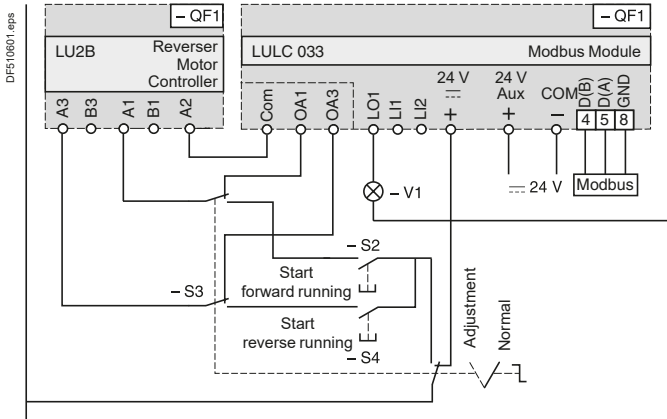 DF510601.eps
– QF1
– QF1
LU2B
Reverser
Motor
Controller
LULC 033
Modbus Module
A3
B3
A1
B1
A2
Com
OA1
OA3
LO1
LI1
LI2
24 V
+
24 V
Aux
+
COM
–
D(B)
D(A)
GND
4
5
8
Modbus
24 V
– V1
– S2
Start
forward running
– S3
Start
reverse running
– S4
Adjustment
Normal